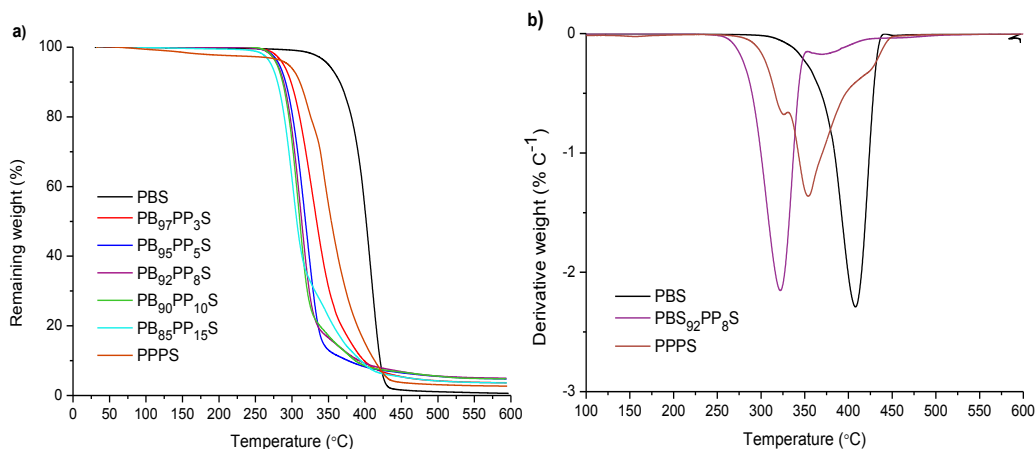 a)
100
80
60
40
20
0
Remaining weight (%)
PBS
PB₉₇PP₃S
PB₉₅PP₅S
PB₉₂PP₈S
PB₉₀PP₁₀S
PB₈₅PP₁₅S
PPPS
0 50 100 150 200 250 300 350 400 450 500 550 600
Temperature (°C)
b)
0
-1
-2
-3
Derivative weight (% C⁻¹)
PBS
PBS₉₂PP₈S
PPPS
100 150 200 250 300 350 400 450 500 550 600
Temperature (°C)